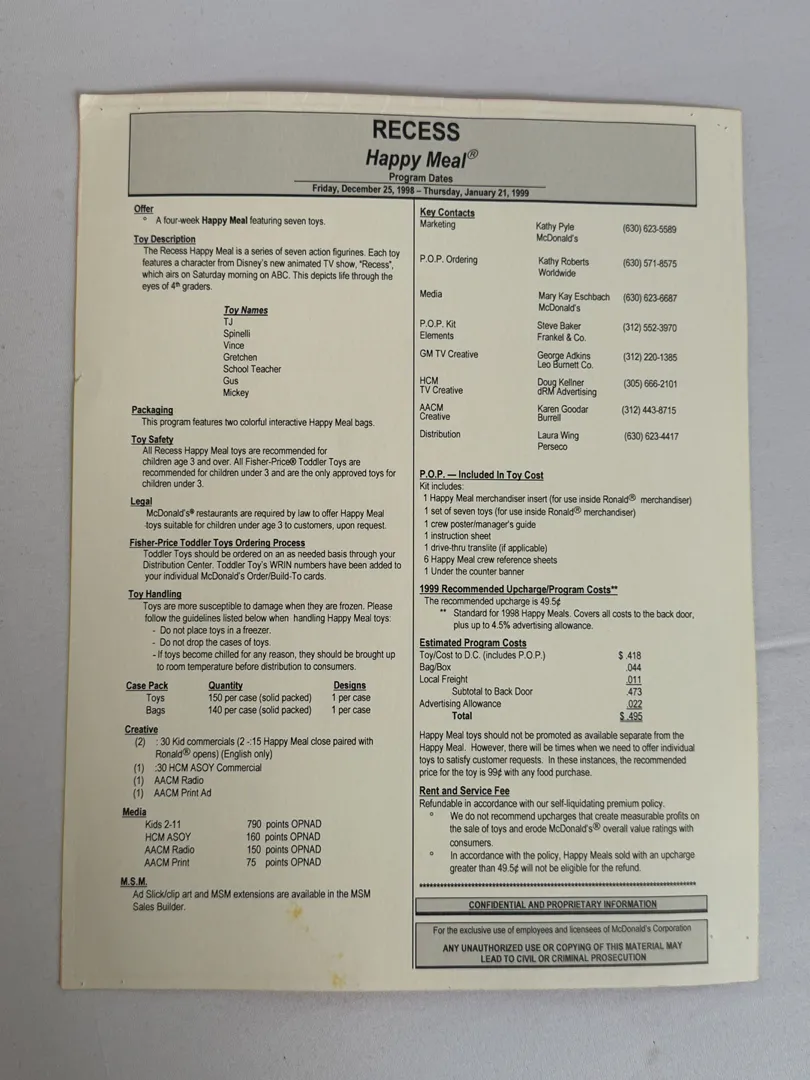 RECESS
Happy Meal®
Program Dates
Friday, December 25, 1998 – Thursday, January 21, 1999
Offer
° A four-week Happy Meal featuring seven toys.
Toy Description
The Recess Happy Meal is a series of seven action figurines. Each toy
features a character from Disney's new animated TV show, "Recess",
which airs on Saturday morning on ABC. This depicts life through the
eyes of 4th graders.
Toy Names
TJ
Spinelli
Vince
Gretchen
School Teacher
Gus
Mickey
Packaging
This program features two colorful interactive Happy Meal bags.
Toy Safety
All Recess Happy Meal toys are recommended for
children age 3 and over. All Fisher-Price® Toddler Toys are
recommended for children under 3 and are the only approved toys for
children under 3.
Legal
McDonald's® restaurants are required by law to offer Happy Meal
toys suitable for children under age 3 to customers, upon request.
Fisher-Price Toddler Toys Ordering Process
Toddler Toys should be ordered on an as needed basis through your
Distribution Center. Toddler Toy's WRIN numbers have been added to
your individual McDonald's Order/Build-To cards.
Toy Handling
Toys are more susceptible to damage when they are frozen. Please
follow the guidelines listed below when handling Happy Meal toys:
- Do not place toys in a freezer.
- Do not drop the cases of toys.
- If toys become chilled for any reason, they should be brought up
to room temperature before distribution to consumers.
Case Pack Quantity Designs
Toys 150 per case (solid packed) 1 per case
Bags 140 per case (solid packed) 1 per case
Creative
(2) : 30 Kid commercials (2 -:15 Happy Meal close paired with
Ronald® opens) (English only)
(1) :30 HCM ASOY Commercial
(1) AACM Radio
(1) AACM Print Ad
Media
Kids 2-11 790 points OPNAD
HCM ASOY 160 points OPNAD
AACM Radio 150 points OPNAD
AACM Print 75 points OPNAD
M.S.M.
Ad Slick/clip art and MSM extensions are available in the MSM
Sales Builder.
Key Contacts
Marketing Kathy Pyle (630) 623-5589
McDonald's
P.O.P. Ordering Kathy Roberts (630) 571-8575
Worldwide
Media Mary Kay Eschbach (630) 623-6687
McDonald's
P.O.P. Kit Steve Baker (312) 552-3970
Elements Frankel & Co.
GM TV Creative George Adkins (312) 220-1385
Leo Burnett Co.
HCM Doug Kellner (305) 666-2101
TV Creative dRM Advertising
AACM Karen Goodar (312) 443-8715
Creative Burrell
Distribution Laura Wing (630) 623-4417
Perseco
P.O.P. — Included In Toy Cost
Kit includes:
1 Happy Meal merchandiser insert (for use inside Ronald® merchandiser)
1 set of seven toys (for use inside Ronald® merchandiser)
1 crew poster/manager's guide
1 instruction sheet
1 drive-thru translite (if applicable)
6 Happy Meal crew reference sheets
1 Under the counter banner
1999 Recommended Upcharge/Program Costs**
The recommended upcharge is 49.5¢
** Standard for 1998 Happy Meals. Covers all costs to the back door,
plus up to 4.5% advertising allowance.
Estimated Program Costs
Toy/Cost to D.C. (includes P.O.P.) $ .418
Bag/Box .044
Local Freight .011
Subtotal to Back Door .473
Advertising Allowance .022
Total $ .495
Happy Meal toys should not be promoted as available separate from the
Happy Meal. However, there will be times when we need to offer individual
toys to satisfy customer requests. In these instances, the recommended
price for the toy is 99¢ with any food purchase.
Rent and Service Fee
Refundable in accordance with our self-liquidating premium policy.
° We do not recommend upcharges that create measurable profits on
the sale of toys and erode McDonald's® overall value ratings with
consumers.
° In accordance with the policy, Happy Meals sold with an upcharge
greater than 49.5¢ will not be eligible for the refund.
******************************************************************************
CONFIDENTIAL AND PROPRIETARY INFORMATION
For the exclusive use of employees and licensees of McDonald's Corporation
ANY UNAUTHORIZED USE OR COPYING OF THIS MATERIAL MAY
LEAD TO CIVIL OR CRIMINAL PROSECUTION